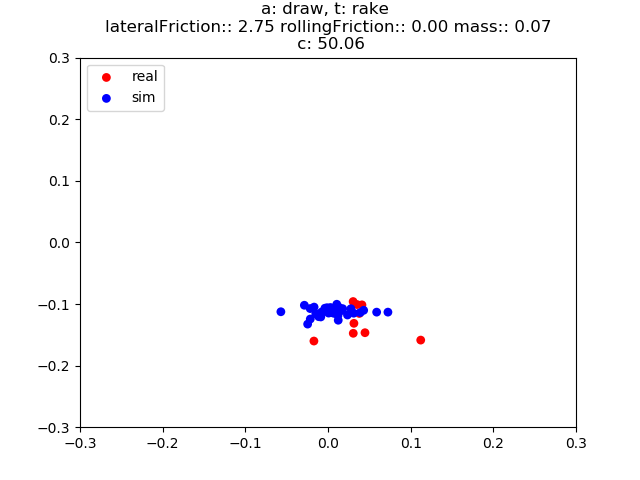 a: draw, t: rake
lateralFriction:: 2.75 rollingFriction:: 0.00 mass:: 0.07
c: 50.06
real
sim
0.3
0.2
0.1
0.0
−0.1
−0.2
−0.3
−0.3
−0.2
−0.1
0.0
0.1
0.2
0.3